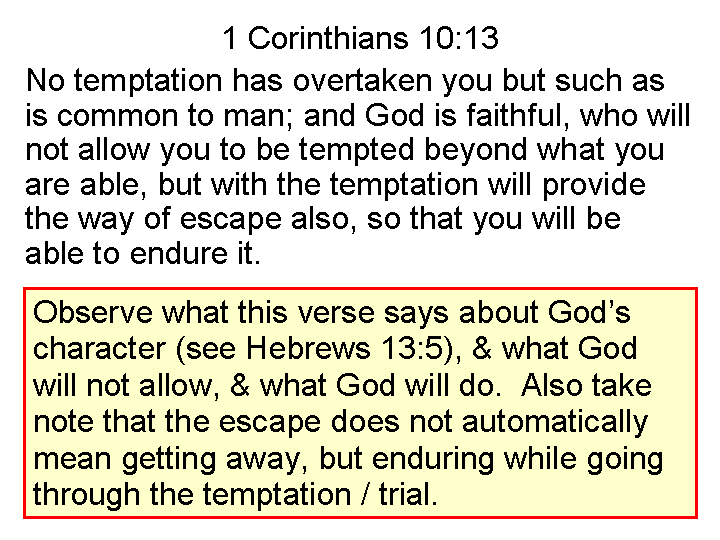 1 Corinthians 10:13
No temptation has overtaken you but such as
is common to man; and God is faithful, who will
not allow you to be tempted beyond what you
are able, but with the temptation will provide
the way of escape also, so that you will be
able to endure it.
Observe what this verse says about God’s
character (see Hebrews 13:5), & what God
will not allow, & what God will do.  Also take
note that the escape does not automatically
mean getting away, but enduring while going
through the temptation / trial.